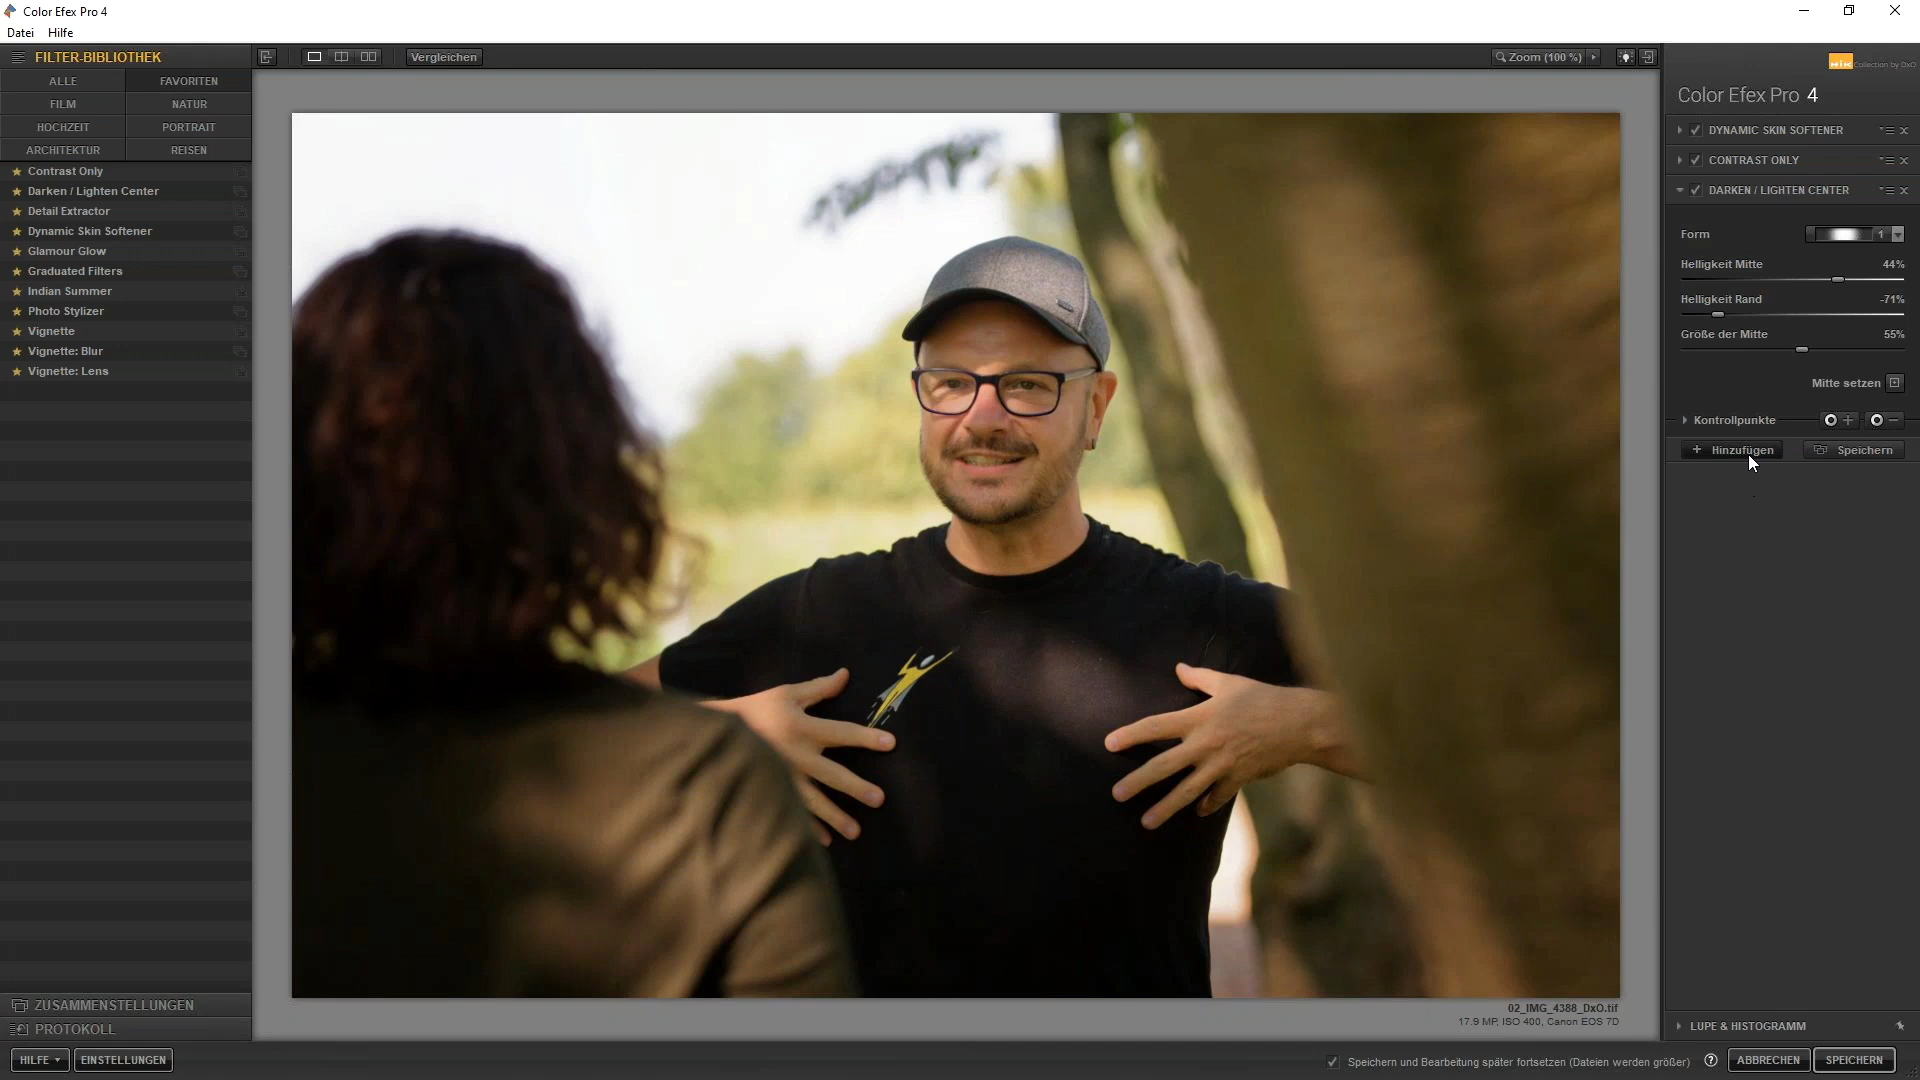 Color Efex Pro 4
Datei Hilfe
FILTER-BIBLIOTHEK
Vergleichen
Zoom (100 %)
ALLE FAVORITEN
FILM NATUR
HOCHZEIT PORTRAIT
ARCHITEKTUR REISEN
Contrast Only
Darken / Lighten Center
Detail Extractor
Dynamic Skin Softener
Glamour Glow
Graduated Filters
Indian Summer
Photo Stylizer
Vignette
Vignette: Blur
Vignette: Lens
ZUSAMMENSTELLUNGEN
PROTOKOLL
HILFE EINSTELLUNGEN
02_IMG_4388_DxO.tif
17.9 MP, ISO 400, Canon EOS 7D
Nik Collection by DxO
Color Efex Pro 4
DYNAMIC SKIN SOFTENER
CONTRAST ONLY
DARKEN / LIGHTEN CENTER
Form 1
Helligkeit Mitte 44%
Helligkeit Rand -71%
Größe der Mitte 55%
Mitte setzen
Kontrollpunkte
+ Hinzufügen Speichern
LUPE & HISTOGRAMM
Speichern und Bearbeitung später fortsetzen (Dateien werden größer) ? ABBRECHEN SPEICHERN